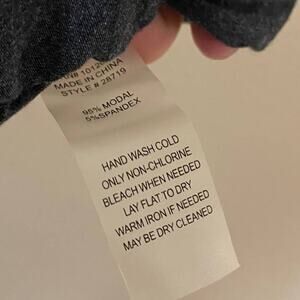 MADE IN CHINA
STYLE # 28719
95% MODAL
5%SPANDEX
HAND WASH COLD
ONLY NON-CHLORINE
BLEACH WHEN NEEDED
LAY FLAT TO DRY
WARM IRON IF NEEDED
MAY BE DRY CLEANED